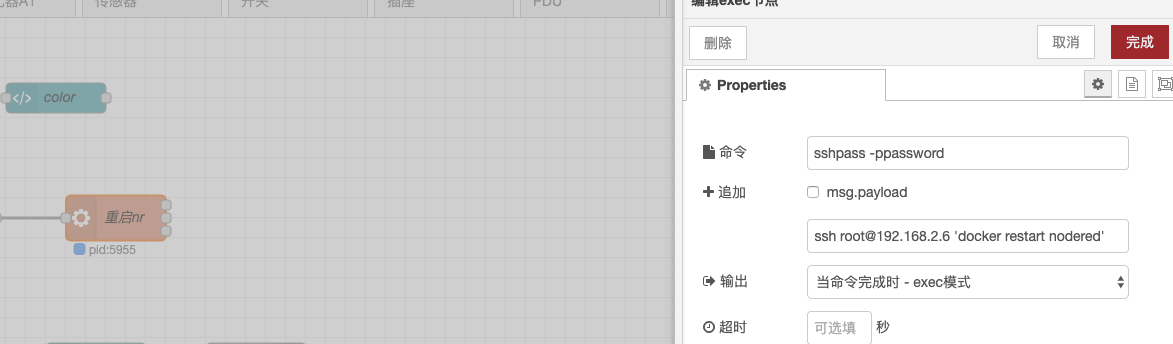 器A1
传感器
开关
插座
PDU
编辑exec节点
删除
取消
完成
Properties
</> color
命令
sshpass -ppassword
追加
msg.payload
重启nr
pid:5955
ssh root@192.168.2.6 'docker restart nodered'
输出
当命令完成时 - exec模式
超时
可选填
秒